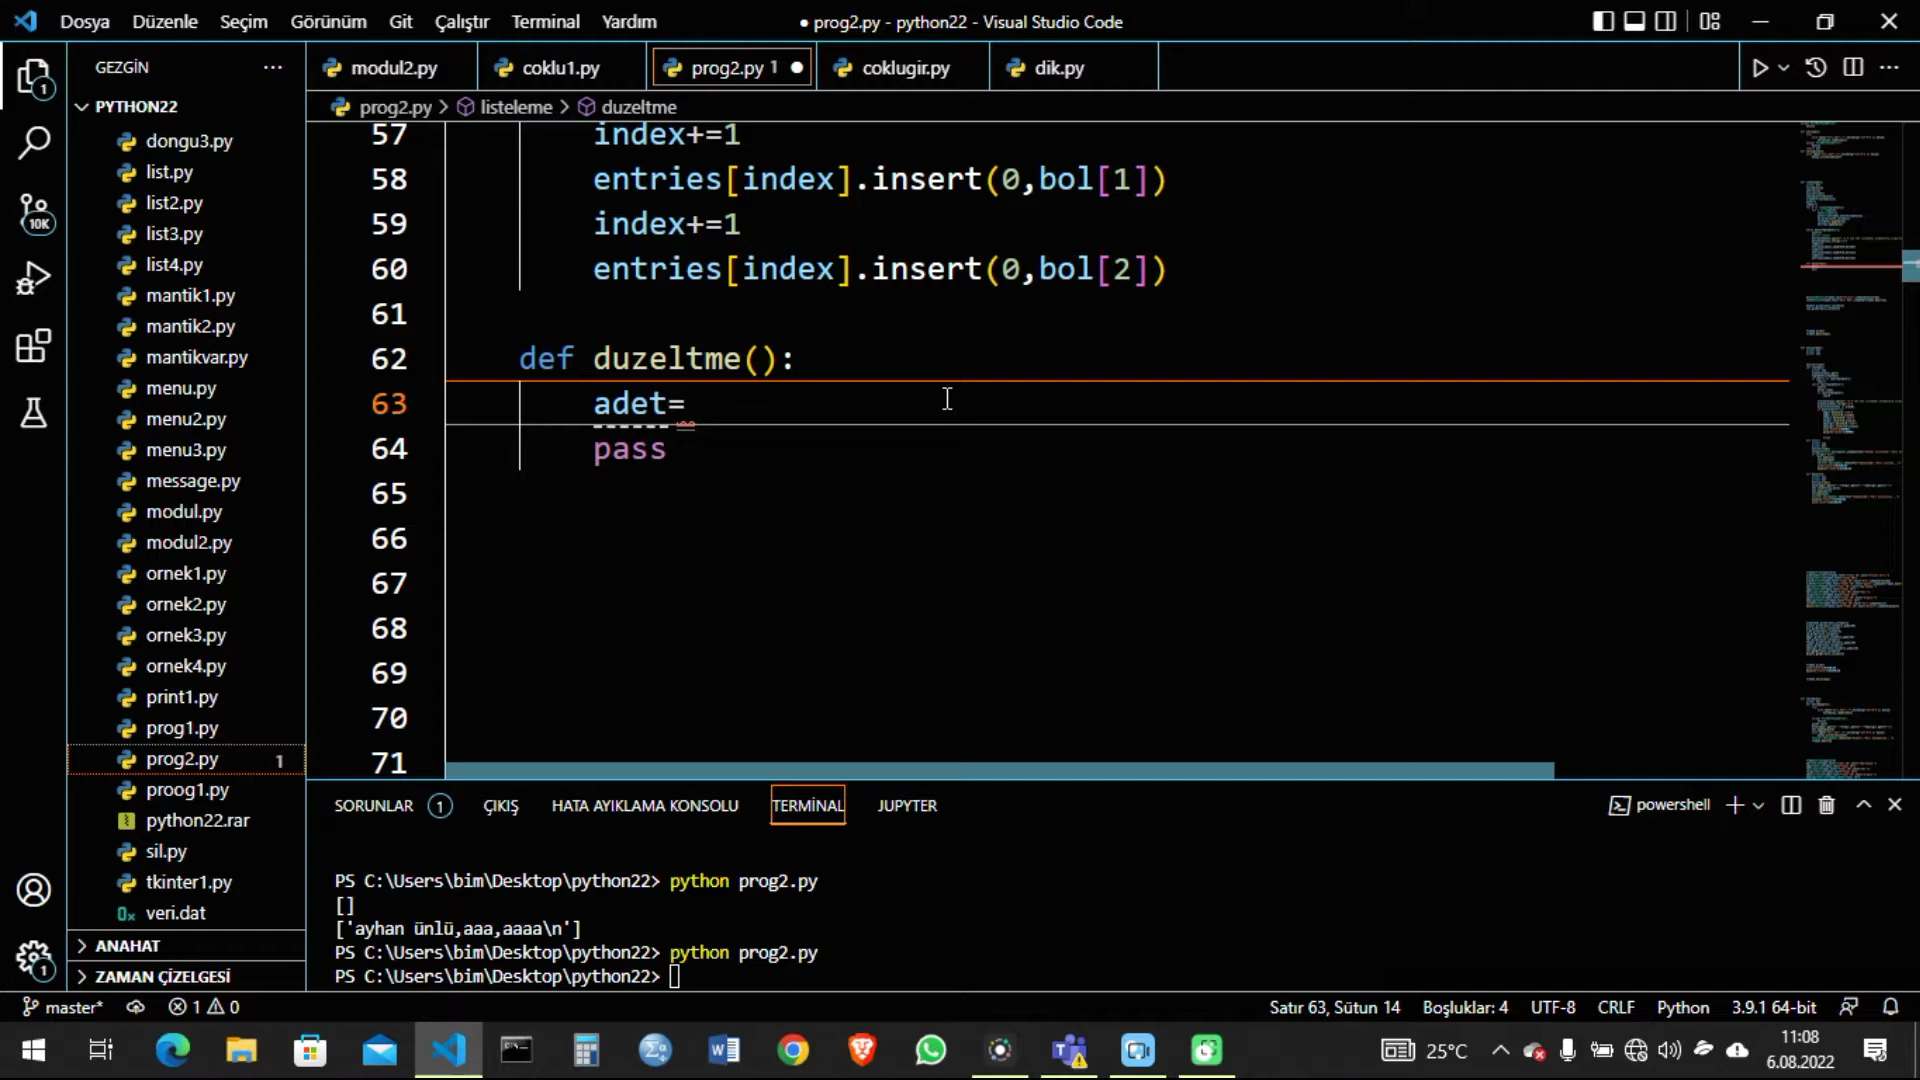 Dosya Düzenle Seçim Görünüm Git Çalıştır Terminal Yardım
● prog2.py - python22 - Visual Studio Code
GEZGİN ···
modul2.py coklu1.py prog2.py 1 ● coklugir.py dik.py
PYTHON22
prog2.py > listeleme > duzeltme
dongu3.py
list.py
list2.py
list3.py
list4.py
mantik1.py
mantik2.py
mantikvar.py
menu.py
menu2.py
menu3.py
message.py
modul.py
modul2.py
ornek1.py
ornek2.py
ornek3.py
ornek4.py
print1.py
prog1.py
prog2.py 1
proog1.py
python22.rar
sil.py
tkinter1.py
veri.dat
ANAHAT
ZAMAN ÇİZELGESİ
1
10K
1
57 index+=1
58 entries[index].insert(0,bol[1])
59 index+=1
60 entries[index].insert(0,bol[2])
61
62 def duzeltme():
63 adet=
64 pass
65
66
67
68
69
70
71
SORUNLAR 1 ÇIKIŞ HATA AYIKLAMA KONSOLU TERMİNAL JUPYTER
powershell
PS C:\Users\bim\Desktop\python22> python prog2.py
[]
['ayhan ünlü,aaa,aaaa\n']
PS C:\Users\bim\Desktop\python22> python prog2.py
PS C:\Users\bim\Desktop\python22>
master* 1 0
Satır 63, Sütun 14 Boşluklar: 4 UTF-8 CRLF Python 3.9.1 64-bit
25°C
11:08
6.08.2022